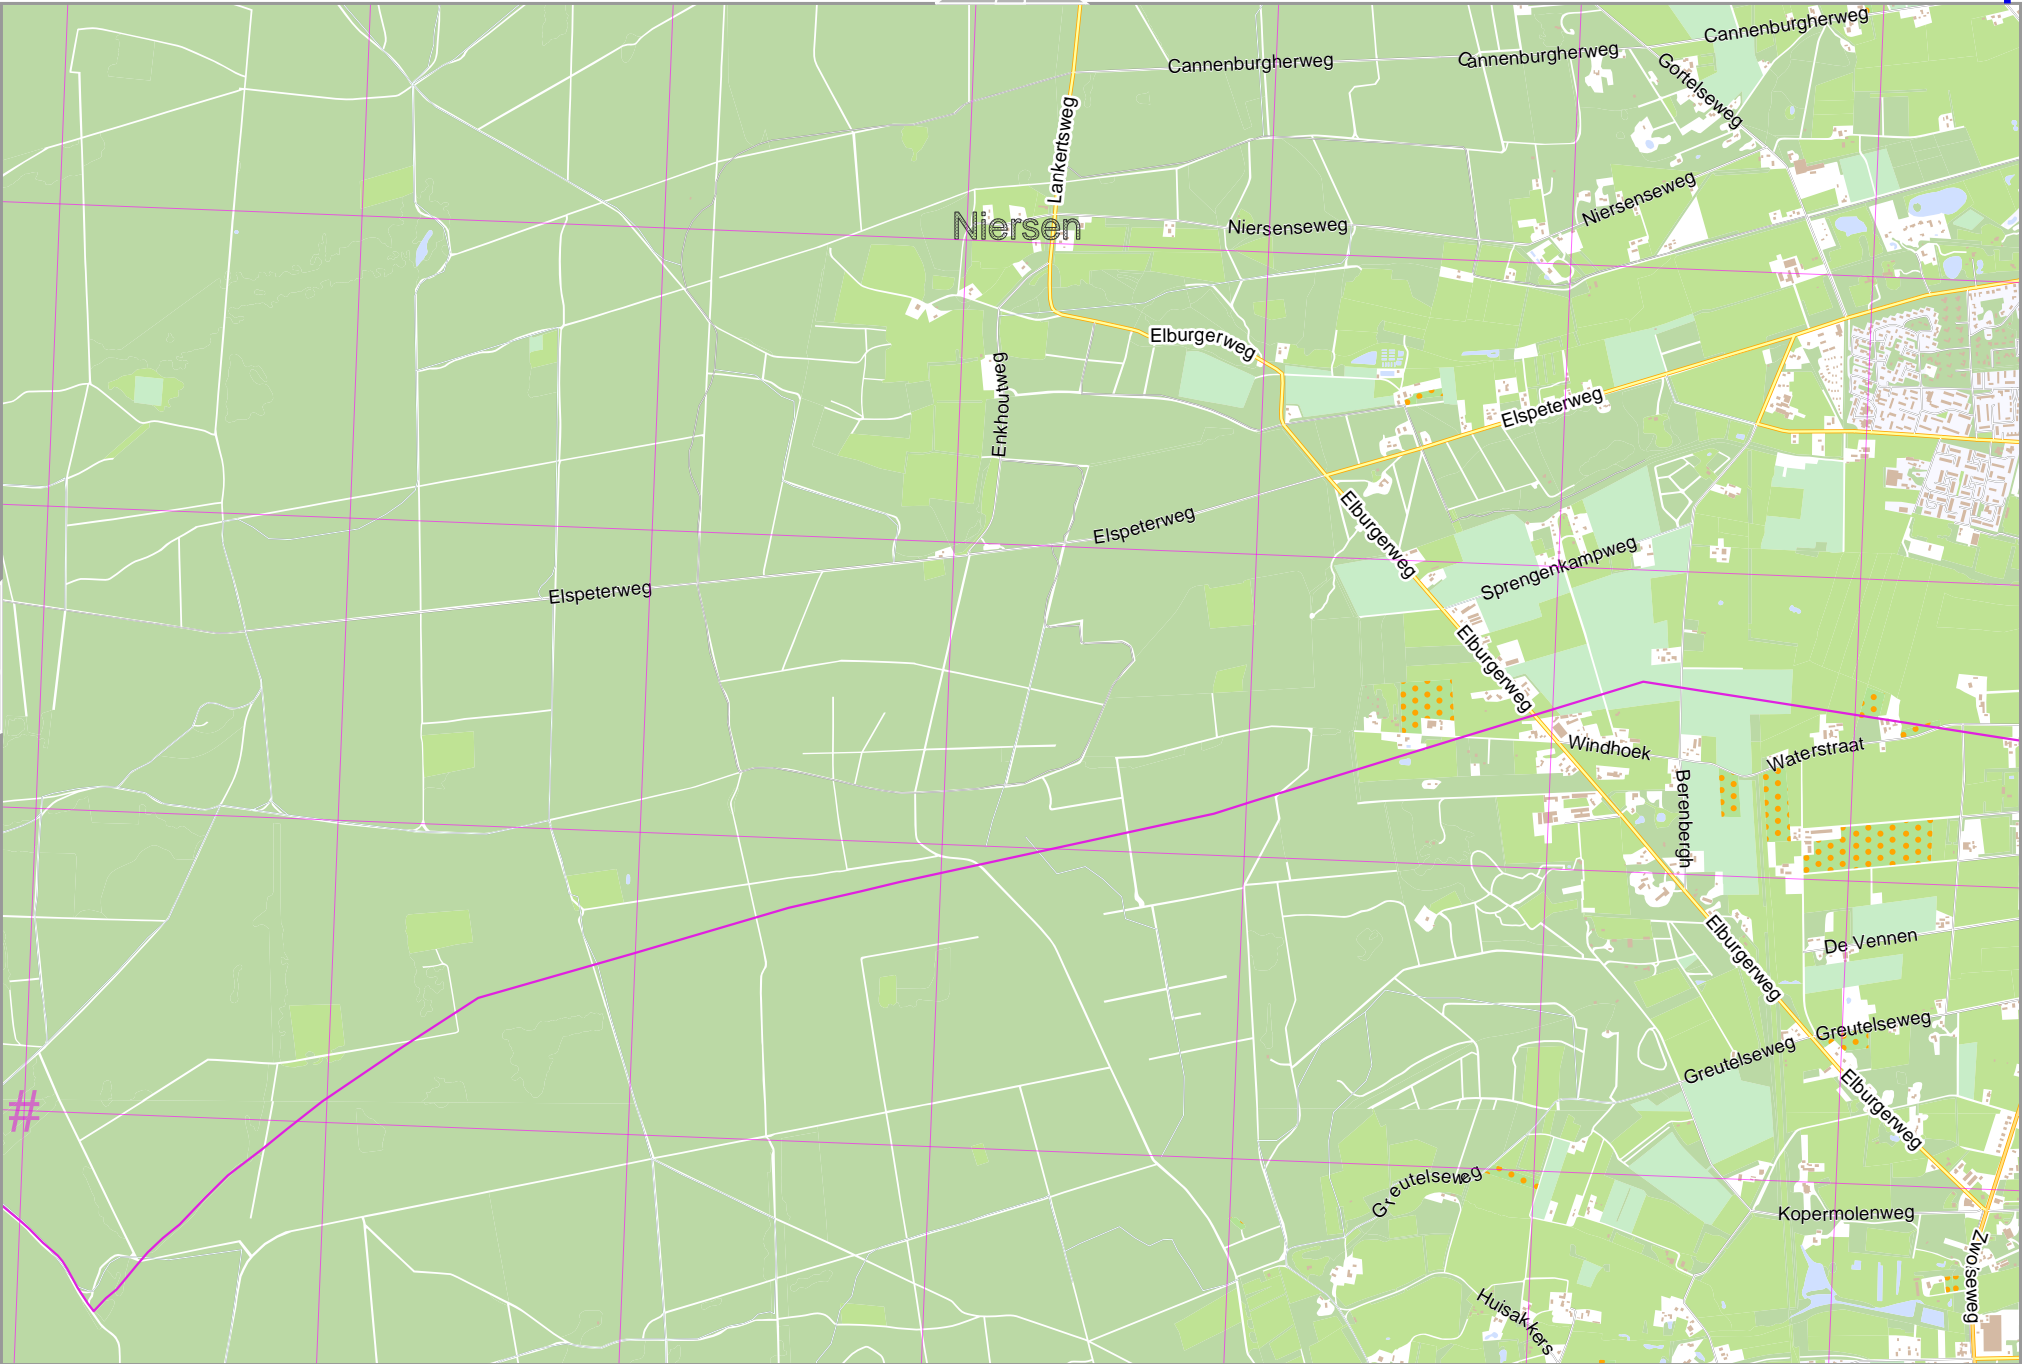 Cannenburgherweg
Cannenburgherweg
Cannenburgherweg
Gortelseweg
Lankertsweg
Niersenseweg
Niersen
Niersenseweg
Elburgerweg
Enkhoutweg
Elspeterweg
Elspeterweg
Elburgerweg
Sprengenkampweg
Elspeterweg
Elburgerweg
Windhoek
Waterstraat
Berenbergh
Elburgerweg
De Vennen
Greutelseweg
Greutelseweg
#
Elburgerweg
Greutelseweg
Kopermolenweg
Zwolseweg
Huisakkers